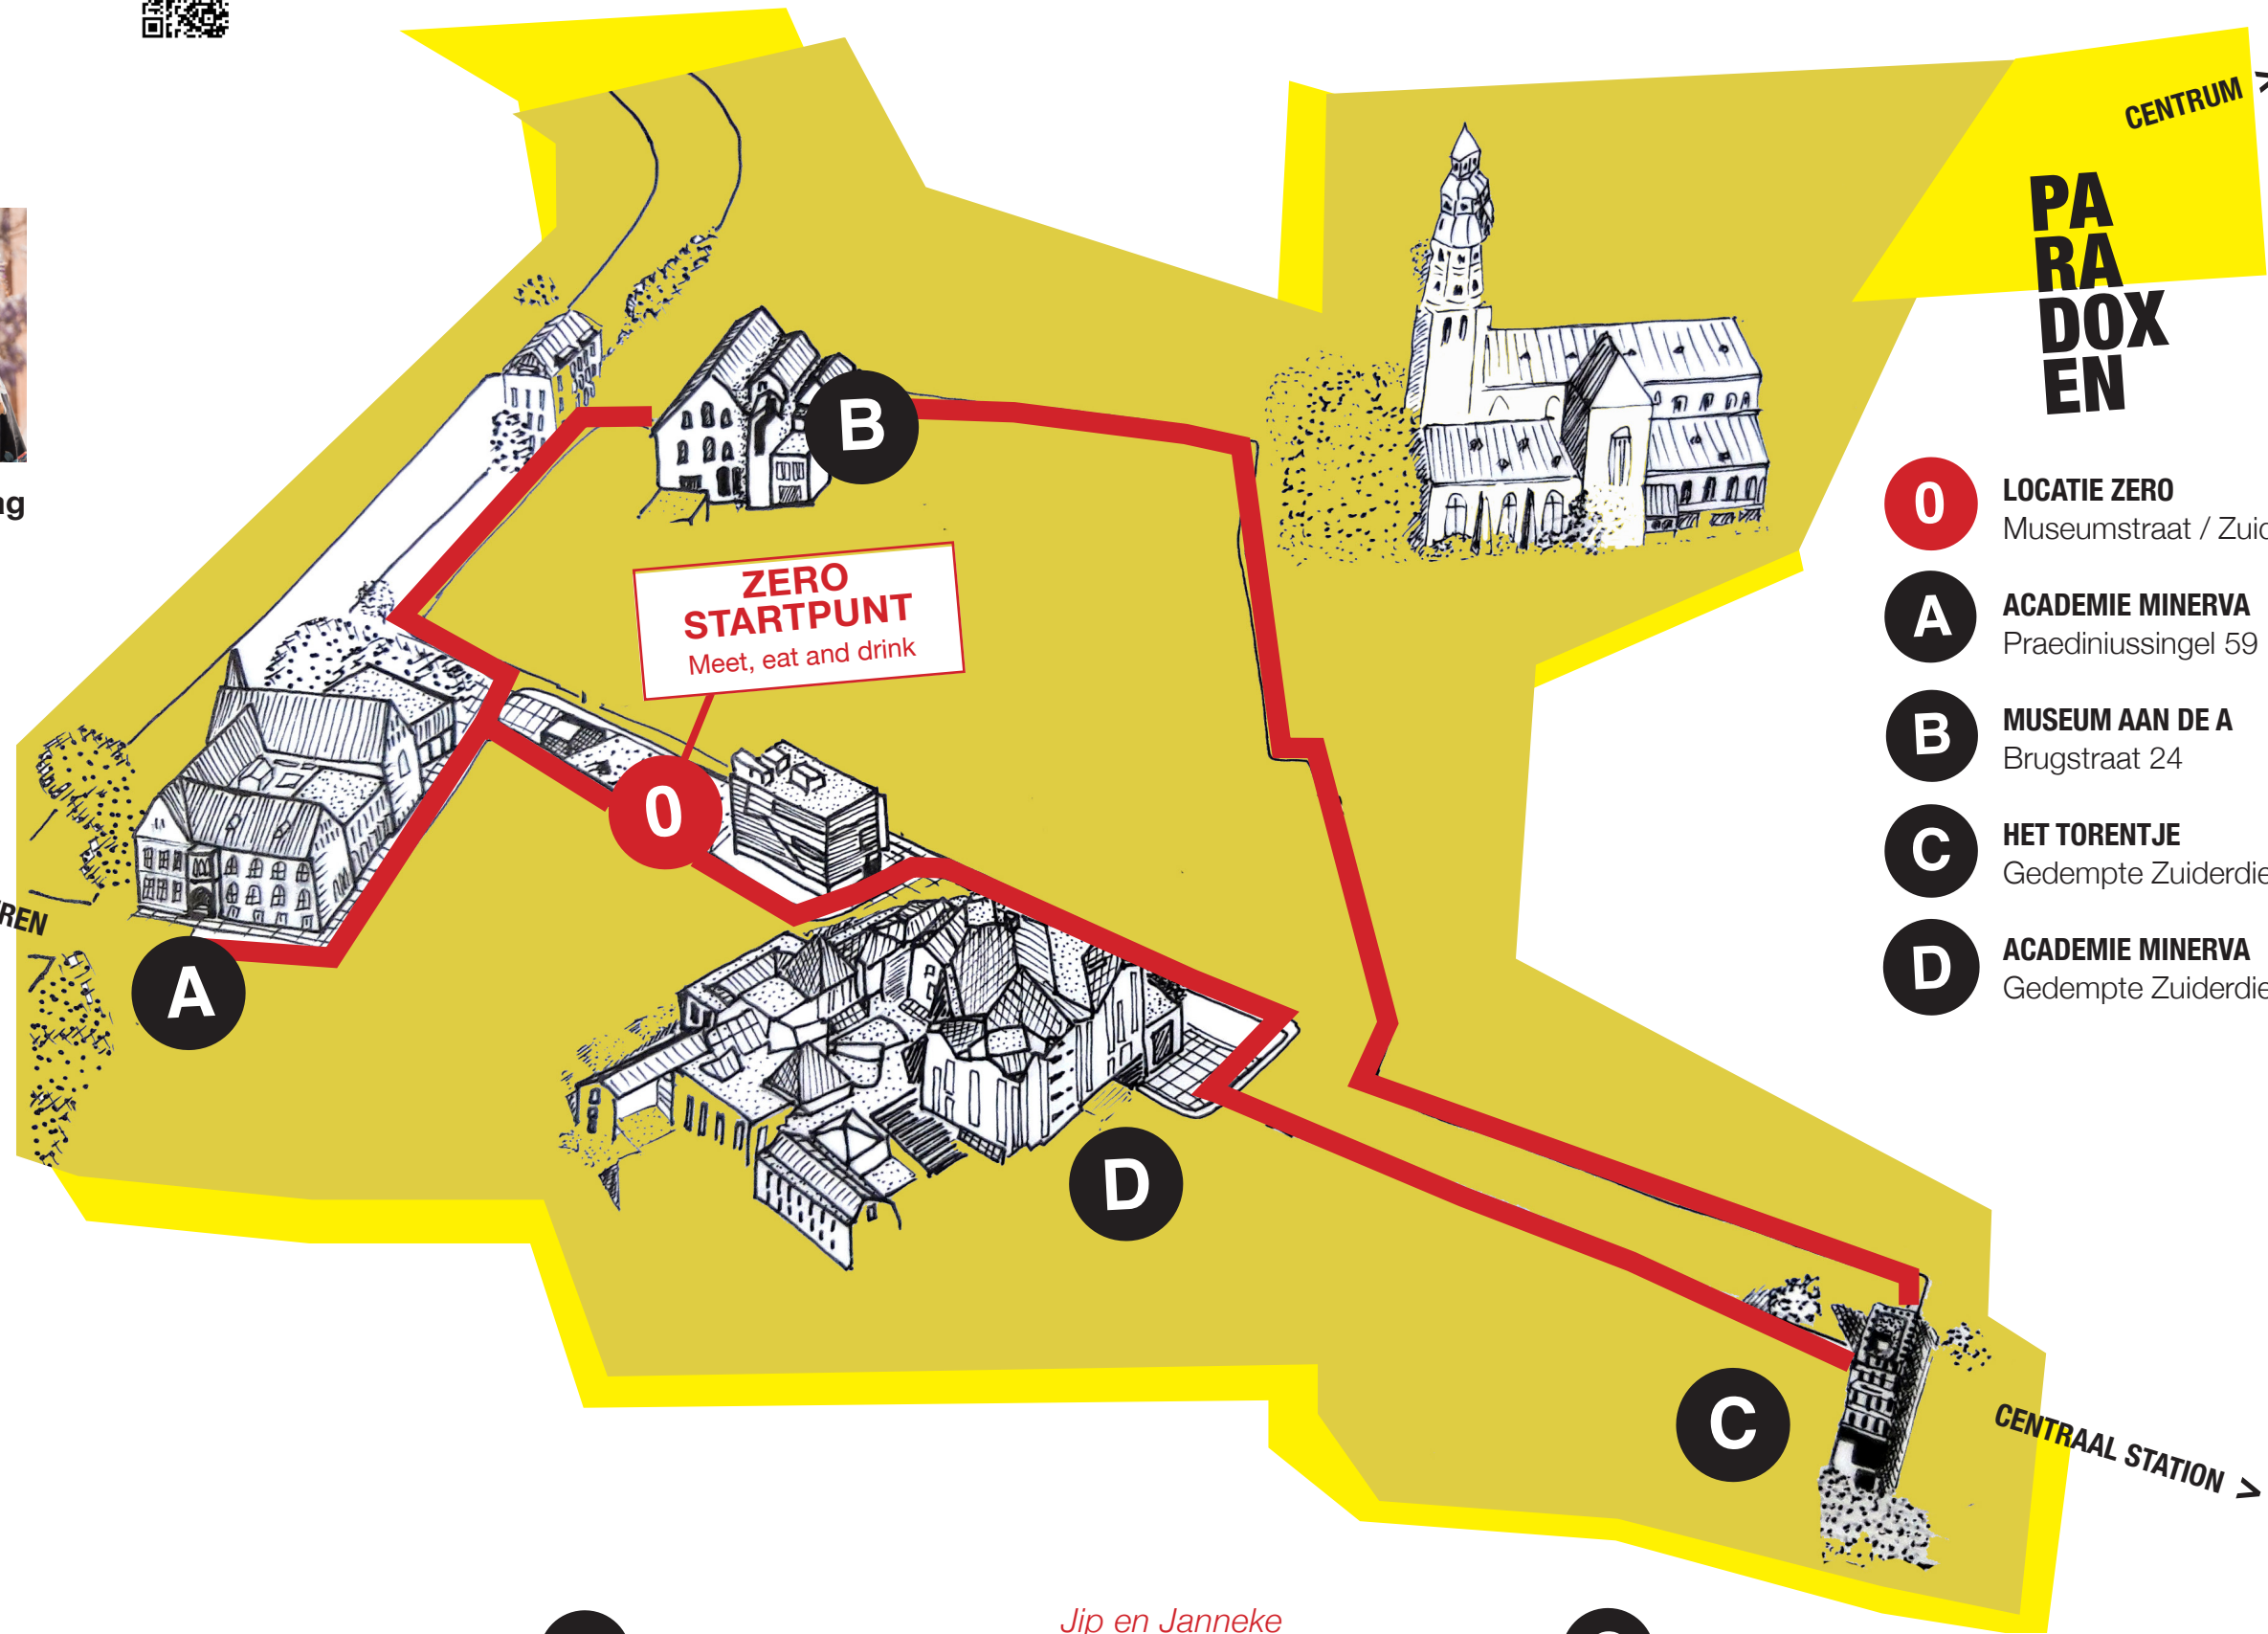 CENTRUM >
PA
RA
DOX
EN
0
LOCATIE ZERO
Museumstraat / Zuid
A
ACADEMIE MINERVA
Praediniussingel 59
B
MUSEUM AAN DE A
Brugstraat 24
C
HET TORENTJE
Gedempte Zuiderdie
D
ACADEMIE MINERVA
Gedempte Zuiderdie
B
ZERO
STARTPUNT
Meet, eat and drink
0
A
D
C
CENTRAAL STATION >
Jip en Janneke